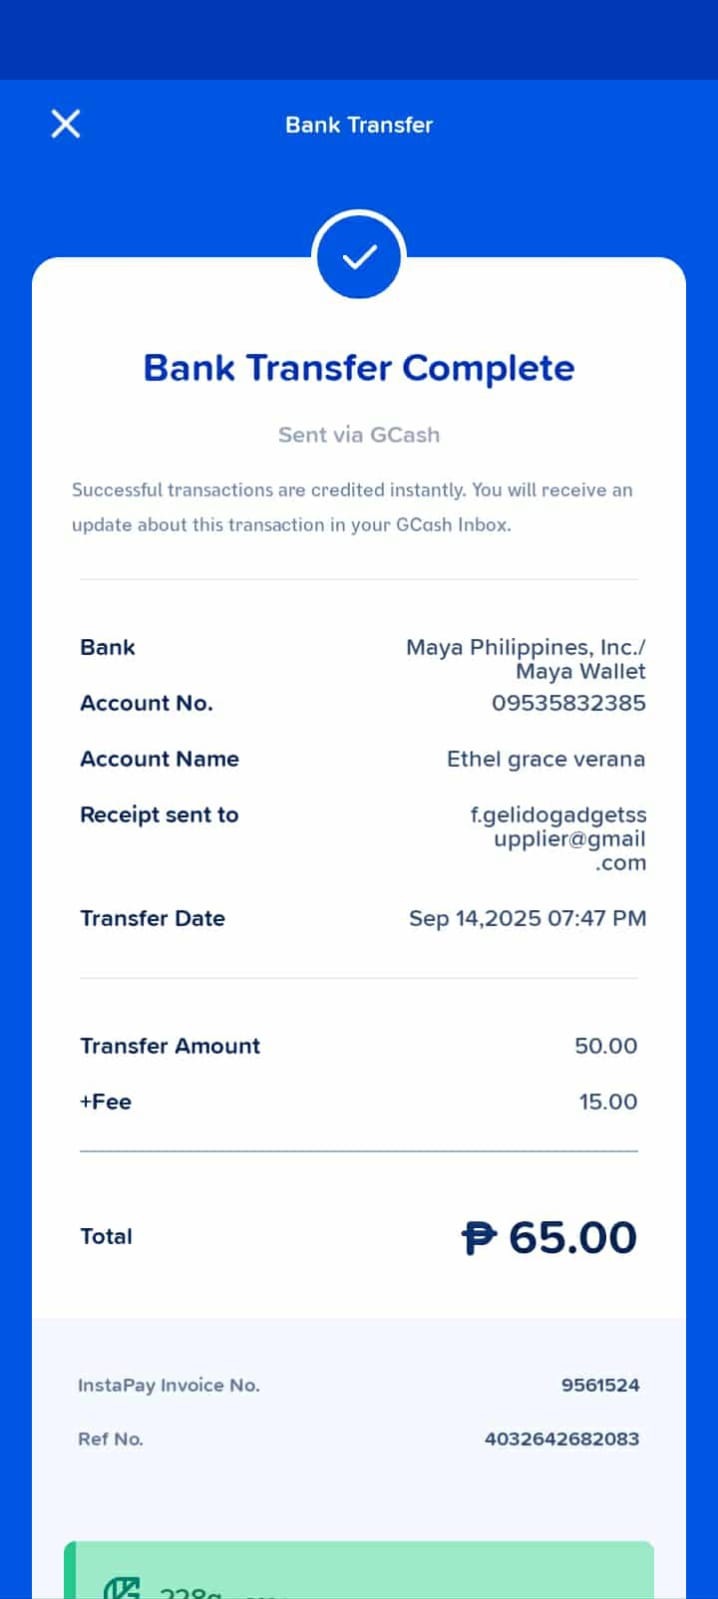 Bank Transfer
Bank Transfer Complete
Sent via GCash
Successful transactions are credited instantly. You will receive an
update about this transaction in your GCash Inbox.
Bank Maya Philippines, Inc./
Maya Wallet
Account No. 09535832385
Account Name Ethel grace verana
Receipt sent to f.gelidogadgetss
upplier@gmail
.com
Transfer Date Sep 14,2025 07:47 PM
Transfer Amount 50.00
+Fee 15.00
Total ₱ 65.00
InstaPay Invoice No. 9561524
Ref No. 4032642682083
228g